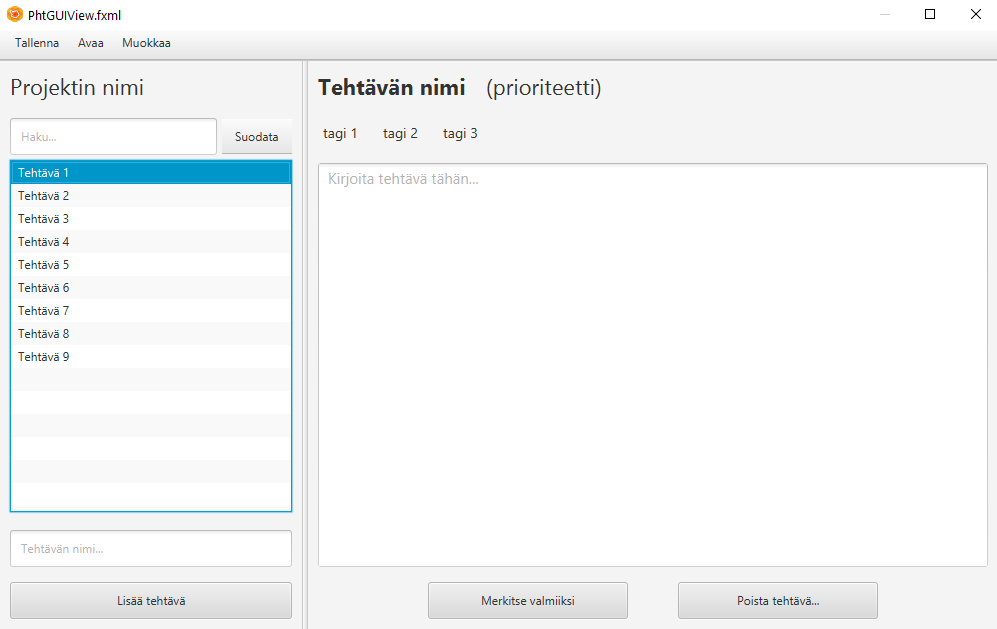 PhtGUIView.fxml
Tallenna Avaa Muokkaa
Projektin nimi
Haku...
Suodata
Tehtävä 1
Tehtävä 2
Tehtävä 3
Tehtävä 4
Tehtävä 5
Tehtävä 6
Tehtävä 7
Tehtävä 8
Tehtävä 9
Tehtävän nimi...
Lisää tehtävä
Tehtävän nimi (prioriteetti)
tagi 1 tagi 2 tagi 3
Kirjoita tehtävä tähän...
Merkitse valmiiksi
Poista tehtävä...